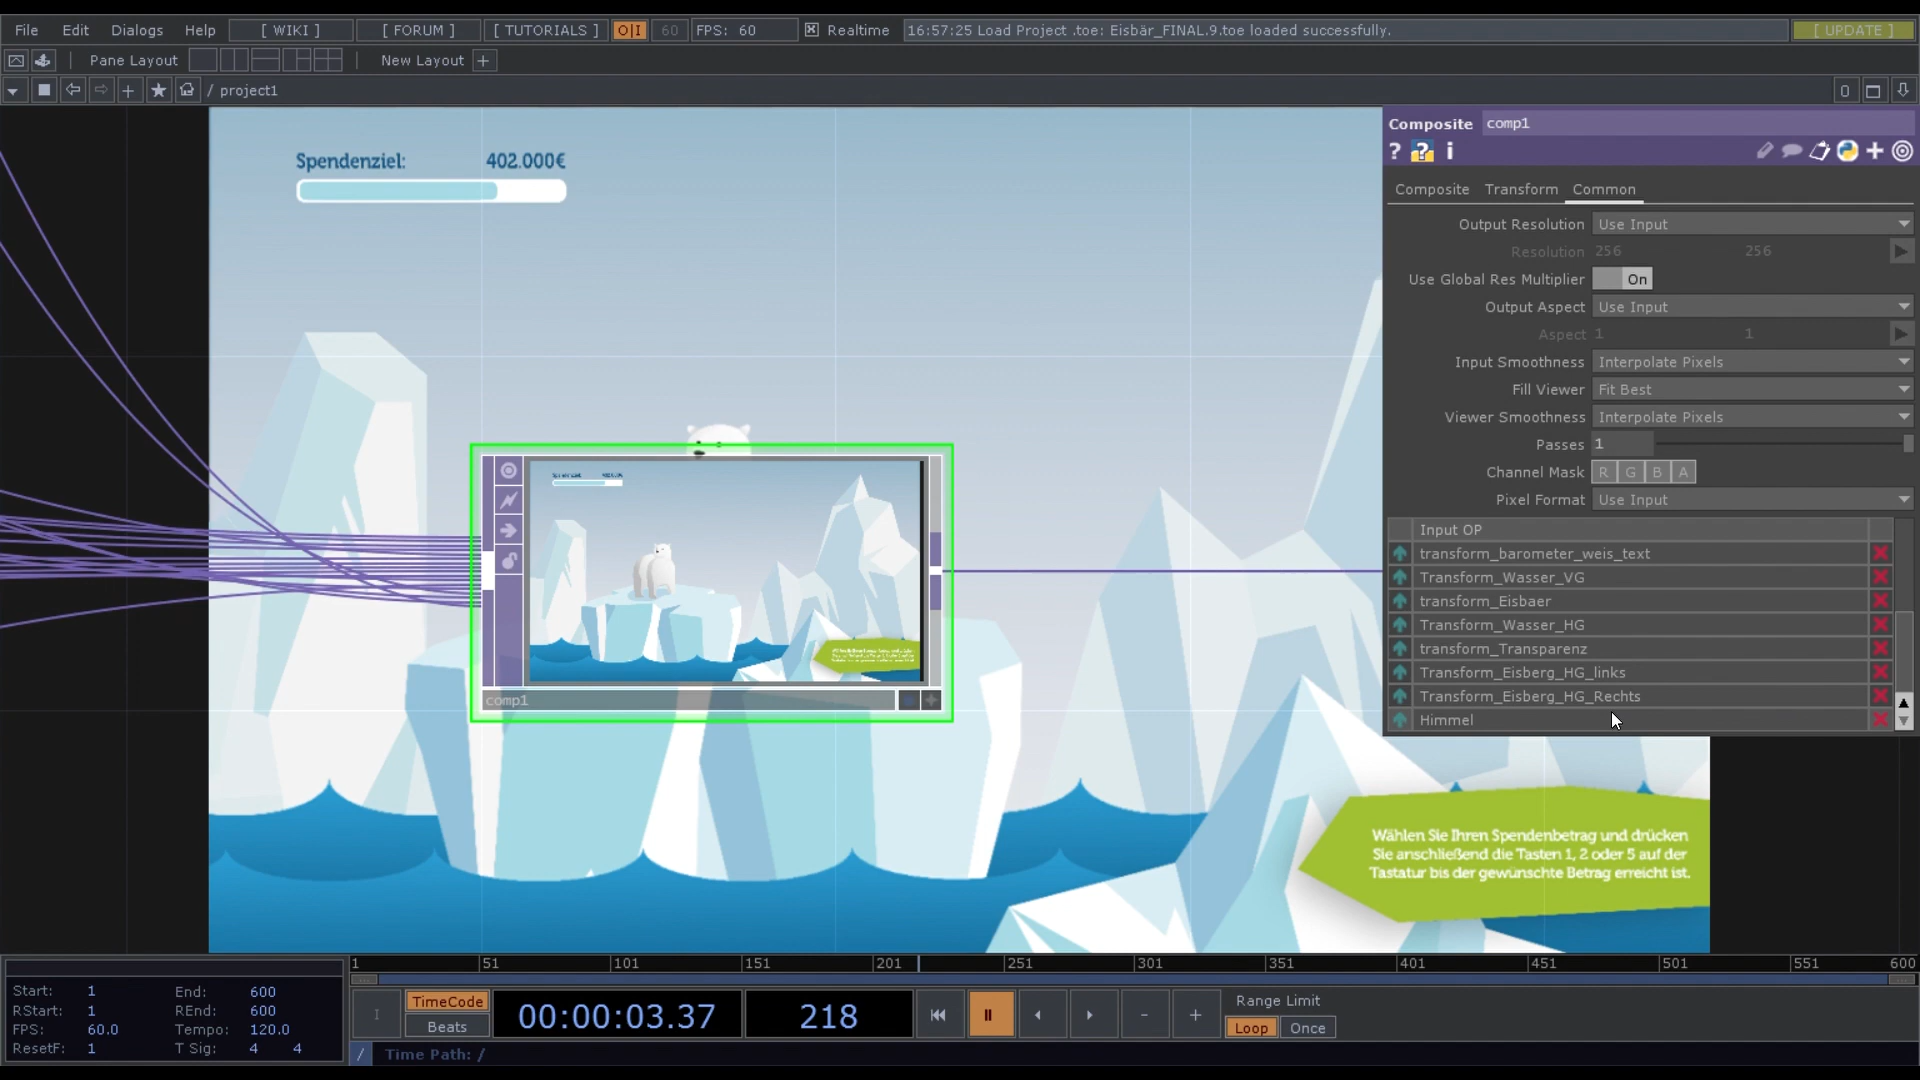 File Edit Dialogs Help [ WIKI ] [ FORUM ] [ TUTORIALS ] O|I 60 FPS: 60 Realtime 16:57:25 Load Project .toe: Eisbär_FINAL.9.toe loaded successfully. [ UPDATE ]
Pane Layout New Layout +
/ project1 0
Spendenziel: 402.000€
Composite comp1
? ? i
Composite Transform Common
Output Resolution Use Input
Resolution 256 256
Use Global Res Multiplier On
Output Aspect Use Input
Aspect 1 1
Input Smoothness Interpolate Pixels
Fill Viewer Fit Best
Viewer Smoothness Interpolate Pixels
Passes 1
Channel Mask R G B A
Pixel Format Use Input
Input OP
transform_barometer_weis_text
Transform_Wasser_VG
transform_Eisbaer
Transform_Wasser_HG
transform_Transparenz
Transform_Eisberg_HG_links
Transform_Eisberg_HG_Rechts
Himmel
comp1
Wählen Sie Ihren Spendenbetrag und drücken
Sie anschließend die Tasten 1, 2 oder 5 auf der
Tastatur bis der gewünschte Betrag erreicht ist.
1 51 101 151 201 251 301 351 401 451 501 551 600
Start: 1 End: 600
RStart: 1 REnd: 600
FPS: 60.0 Tempo: 120.0
ResetF: 1 T Sig: 4 4
TimeCode
Beats
00:00:03.37
218
Range Limit
Loop Once
/ Time Path: /